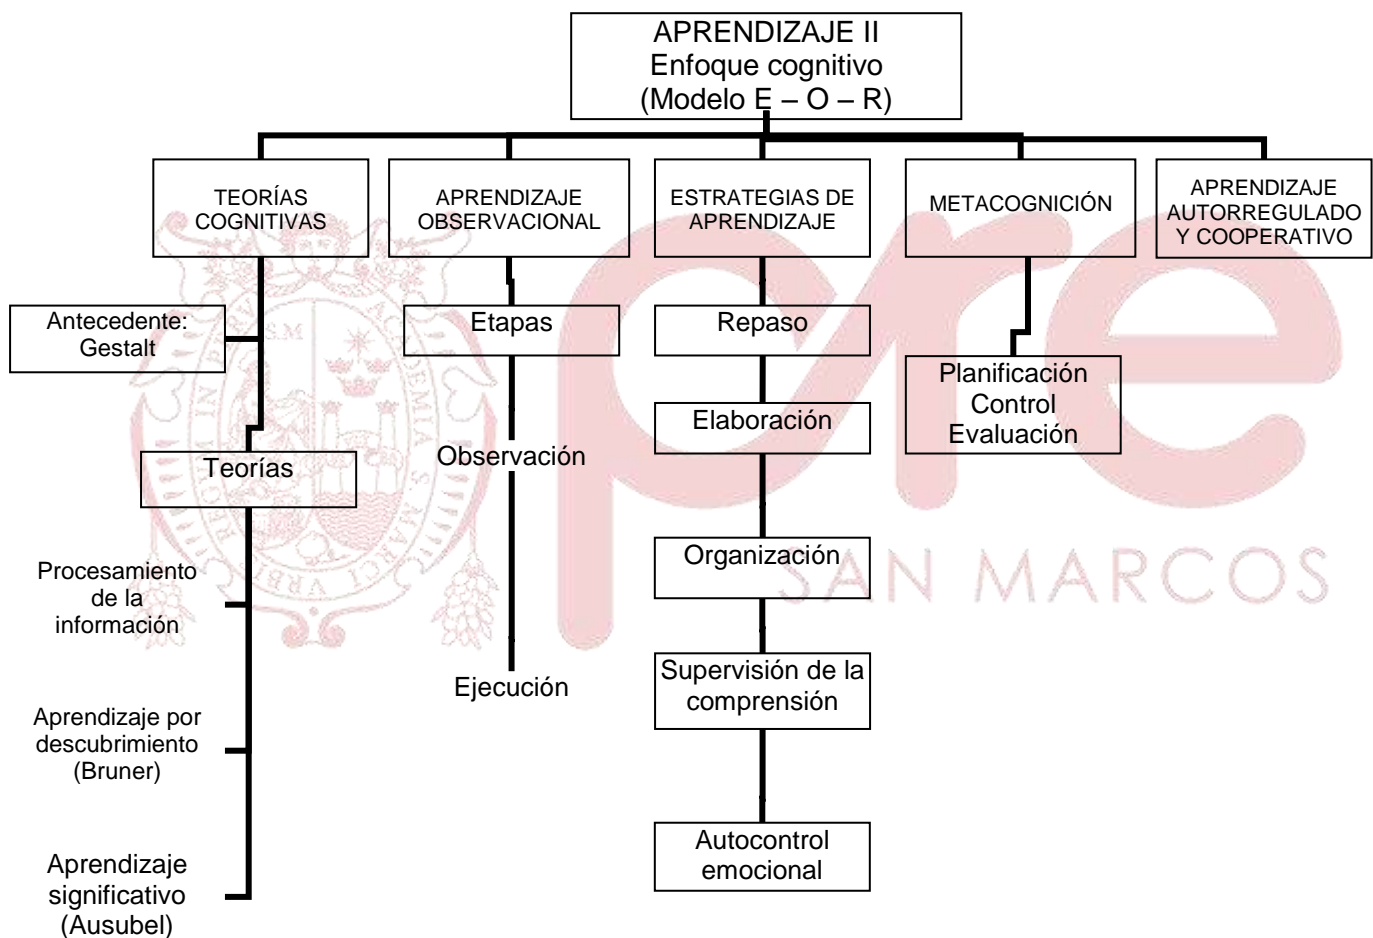 APRENDIZAJE II
Enfoque cognitivo
(Modelo E – O – R)
TEORÍAS
COGNITIVAS
APRENDIZAJE
OBSERVACIONAL
ESTRATEGIAS DE
APRENDIZAJE
METACOGNICIÓN
APRENDIZAJE
AUTORREGULADO
Y COOPERATIVO
Antecedente:
Gestalt
Teorías
Procesamiento
de la
información
Aprendizaje por
descubrimiento
(Bruner)
Aprendizaje
significativo
(Ausubel)
Etapas
Observación
Ejecución
Repaso
Elaboración
Organización
Supervisión de la
comprensión
Autocontrol
emocional
Planificación
Control
Evaluación
pre
SAN MARCOS